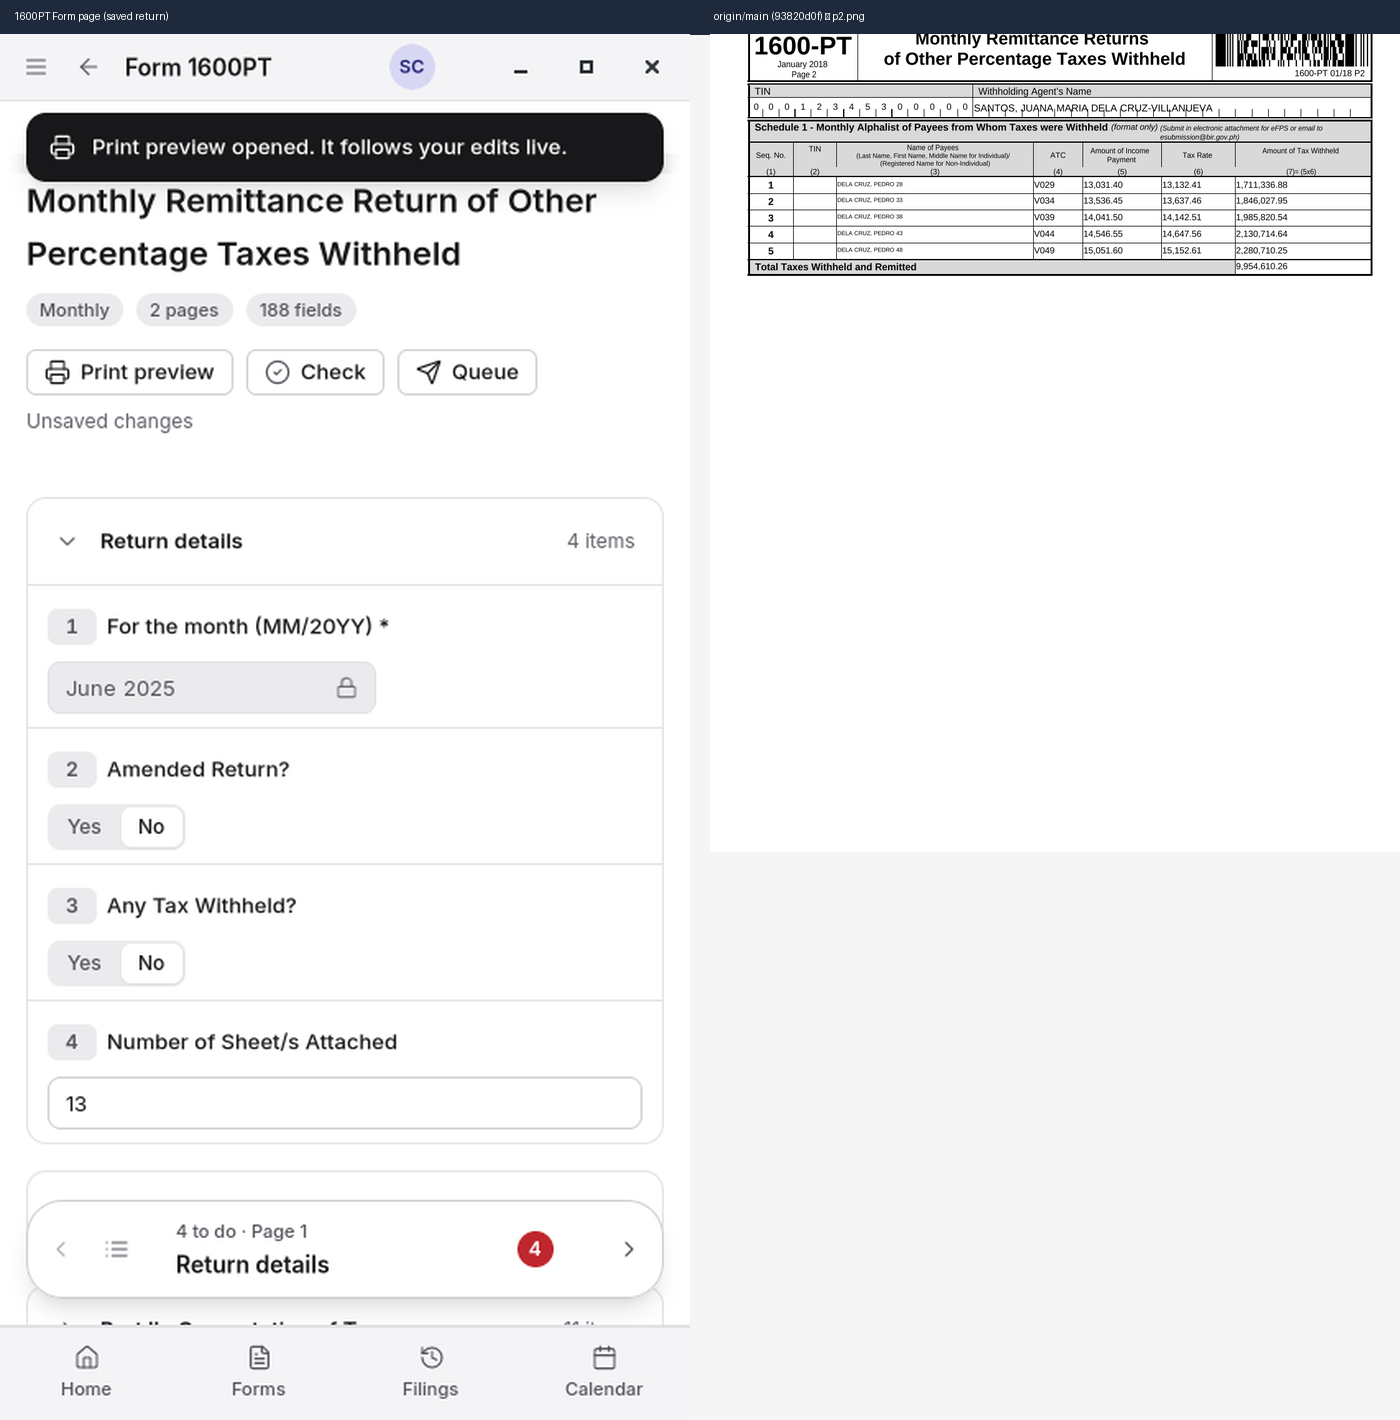 1600PT Form page (saved return)
Form 1600PT
SC
Print preview opened. It follows your edits live.
Monthly Remittance Return of Other
Percentage Taxes Withheld
Monthly
2 pages
188 fields
Print preview
Check
Queue
Unsaved changes
Return details
4 items
1
For the month (MM/20YY) *
June 2025
2
Amended Return?
Yes
No
3
Any Tax Withheld?
Yes
No
4
Number of Sheet/s Attached
13
4 to do · Page 1
Return details
4
Home
Forms
Filings
Calendar
origin/main (93820d0f) p2.png
1600-PT
January 2018
Page 2
Monthly Remittance Returns
of Other Percentage Taxes Withheld
1600-PT 01/18 P2
TIN
Withholding Agent's Name
0 0 0 1 2 3 4 5 3 0 0 0 0 0
SANTOS, JUANA MARIA DELA CRUZ-VILLANUEVA
Schedule 1 - Monthly Alphalist of Payees from Whom Taxes were Withheld (format only) (Submit in electronic attachment for eFPS or email to
esubmission@bir.gov.ph)
Seq. No.
(1)
TIN
(2)
Name of Payees
(Last Name, First Name, Middle Name for Individual)/
(Registered Name for Non-Individual)
(3)
ATC
(4)
Amount of Income
Payment
(5)
Tax Rate
(6)
Amount of Tax Withheld
(7)= (5x6)
1 DELA CRUZ, PEDRO 28 V029 13,031.40 13,132.41 1,711,336.88
2 DELA CRUZ, PEDRO 33 V034 13,536.45 13,637.46 1,846,027.95
3 DELA CRUZ, PEDRO 38 V039 14,041.50 14,142.51 1,985,820.54
4 DELA CRUZ, PEDRO 43 V044 14,546.55 14,647.56 2,130,714.64
5 DELA CRUZ, PEDRO 48 V049 15,051.60 15,152.61 2,280,710.25
Total Taxes Withheld and Remitted 9,954,610.26